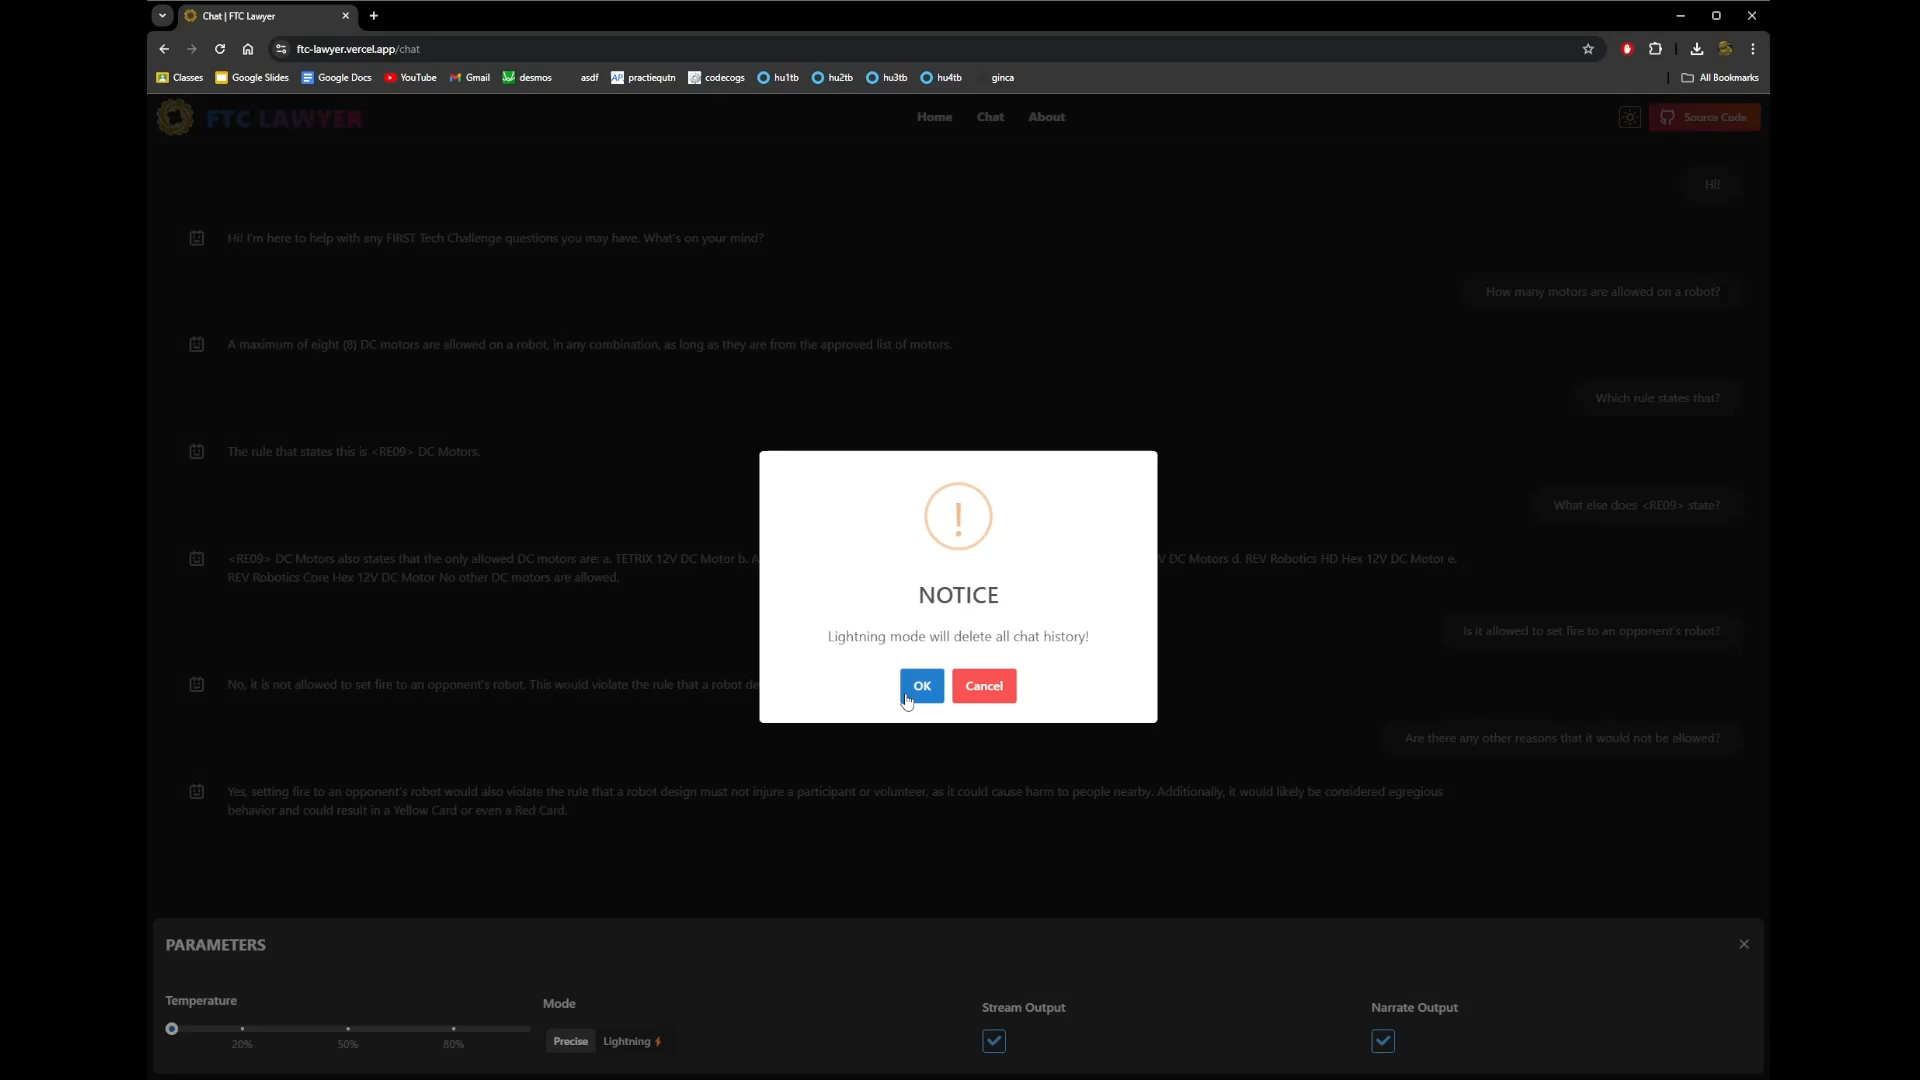 Chat | FTC Lawyer
ftc-lawyer.vercel.app/chat
Classes Google Slides Google Docs YouTube Gmail desmos asdf practiequtn codecogs hu1tb hu2tb hu3tb hu4tb ginca All Bookmarks
FTC LAWYER Home Chat About Source Code
Hi! I'm here to help with any FIRST Tech Challenge questions you may have. What's on your mind?
How many motors are allowed on a robot?
A maximum of eight (8) DC motors are allowed on a robot, in any combination, as long as they are from the approved list of motors.
Which rule states that?
The rule that states this is <RE09> DC Motors.
What else does <RE09> state?
<RE09> DC Motors also states that the only allowed DC motors are: a. TETRIX 12V DC Motor b. A
V DC Motors d. REV Robotics HD Hex 12V DC Motor e.
REV Robotics Core Hex 12V DC Motor No other DC motors are allowed.
Is it allowed to set fire to an opponent's robot?
No, it is not allowed to set fire to an opponent's robot. This would violate the rule that a robot de
Are there any other reasons that it would not be allowed?
Yes, setting fire to an opponent's robot would also violate the rule that a robot design must not injure a participant or volunteer, as it could cause harm to people nearby. Additionally, it would likely be considered egregious
behavior and could result in a Yellow Card or even a Red Card.
!
NOTICE
Lightning mode will delete all chat history!
OK Cancel
PARAMETERS
Temperature
20% 50% 80%
Mode
Precise Lightning
Stream Output
Narrate Output